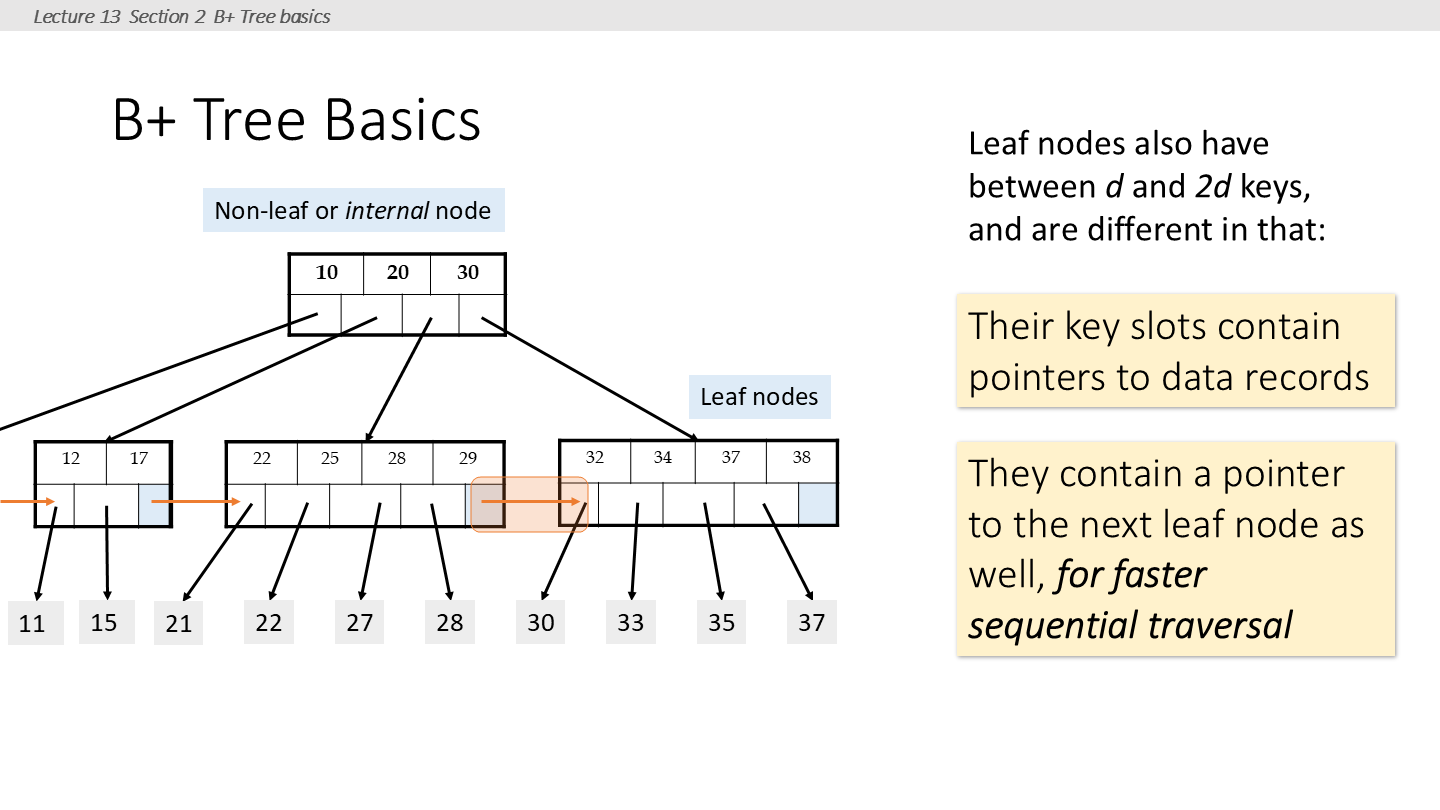 Lecture 13 Section 2 B+ Tree basics
B+ Tree Basics
Non-leaf or internal node
10 20 30
Leaf nodes
12 17
22 25 28 29
32 34 37 38
11 15 21 22 27 28 30 33 35 37
Leaf nodes also have
between d and 2d keys,
and are different in that:
Their key slots contain
pointers to data records
They contain a pointer
to the next leaf node as
well, for faster
sequential traversal